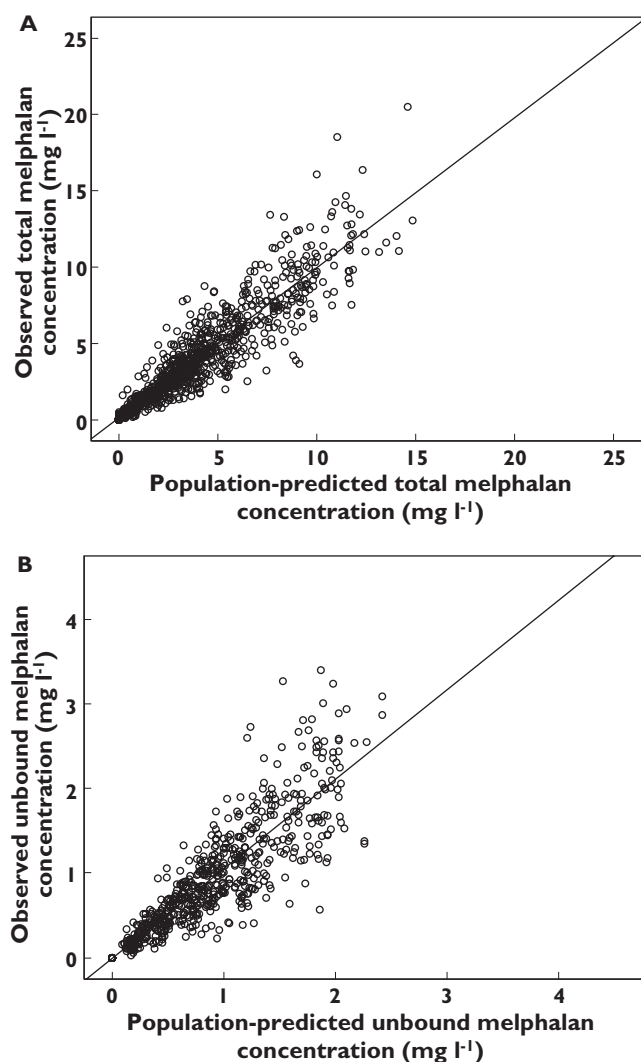 A
25
20
15
10
5
0
Observed total melphalan
concentration (mg l-1)
0 5 10 15 20 25
Population-predicted total melphalan
concentration (mg l-1)
B
4
3
2
1
0
Observed unbound melphalan
concentration (mg l-1)
0 1 2 3 4
Population-predicted unbound melphalan
concentration (mg l-1)